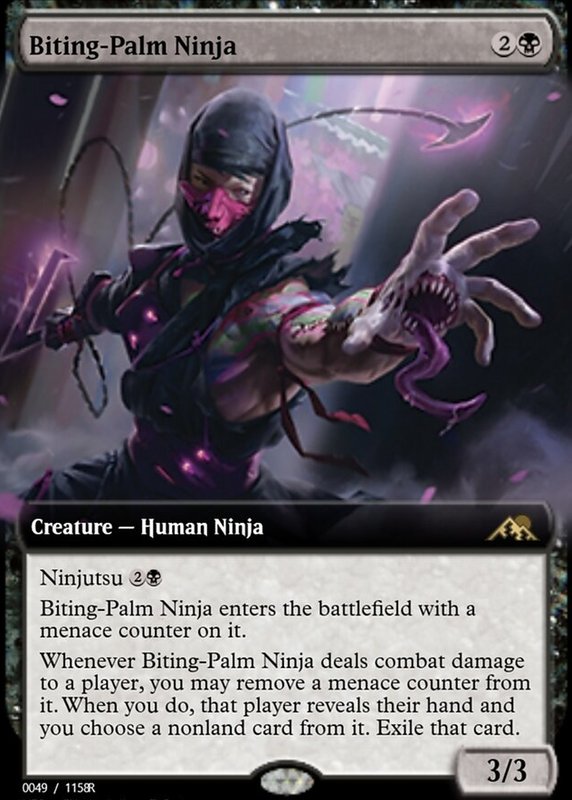 Biting-Palm Ninja 2
Creature — Human Ninja
Ninjutsu 2
Biting-Palm Ninja enters the battlefield with a
menace counter on it.
Whenever Biting-Palm Ninja deals combat damage
to a player, you may remove a menace counter from
it. When you do, that player reveals their hand and
you choose a nonland card from it. Exile that card.
3/3
0049 / 1158R